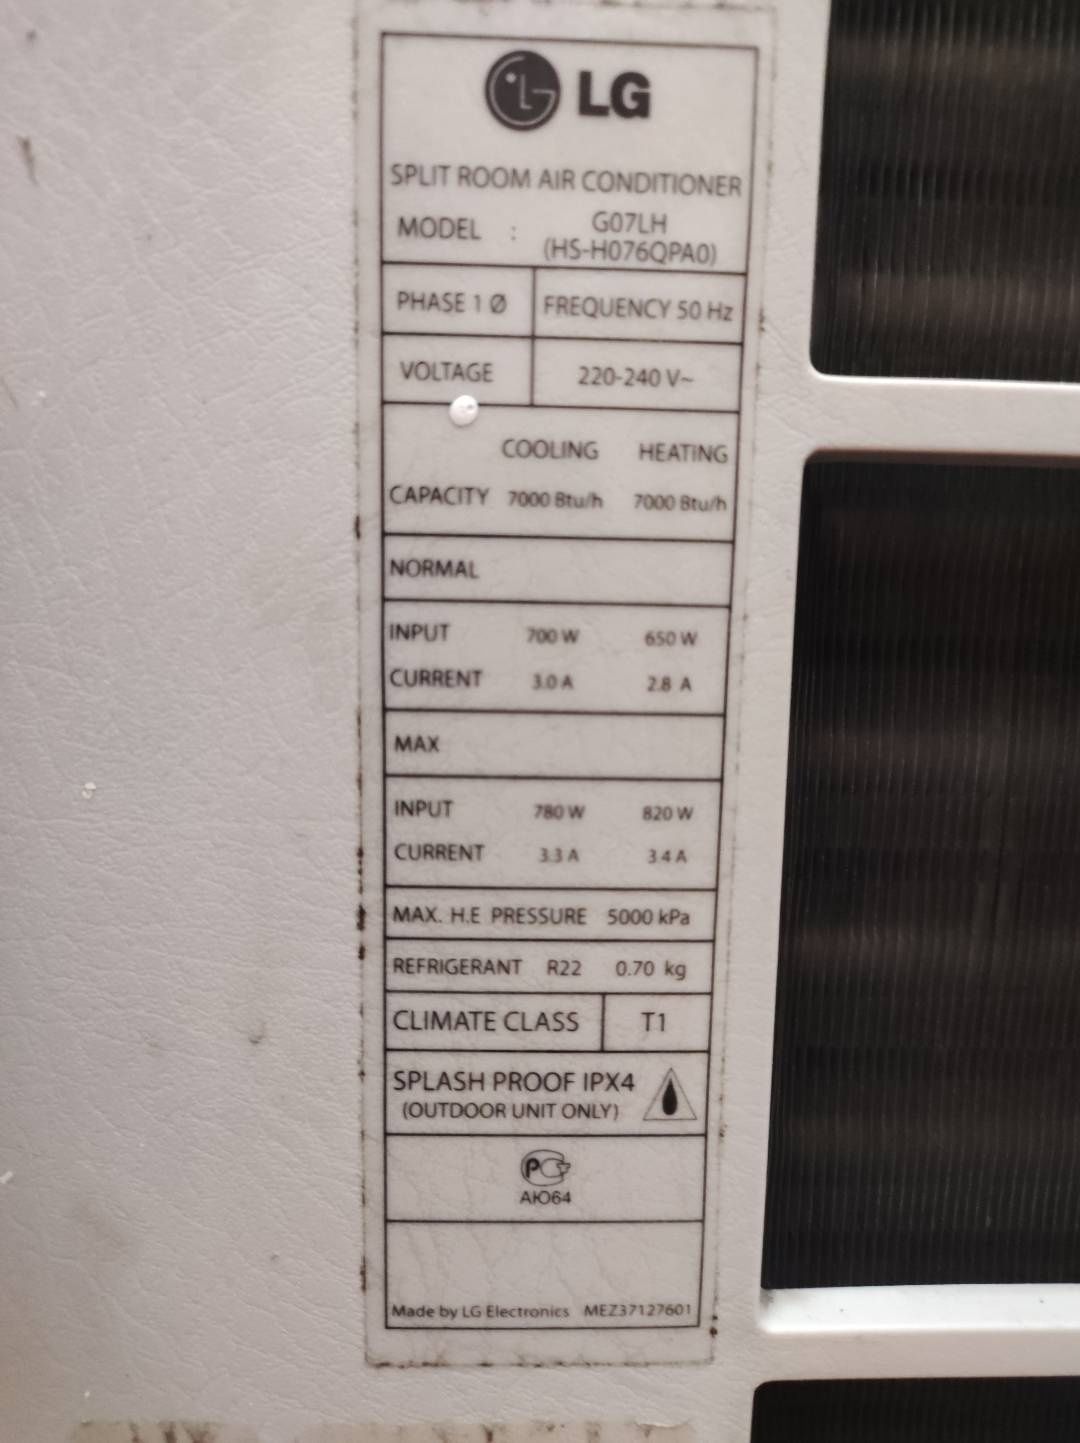 LG
SPLIT ROOM AIR CONDITIONER
MODEL : G07LH
(HS-H076QPA0)
PHASE 1 Ø FREQUENCY 50 Hz
VOLTAGE 220-240 V~
COOLING HEATING
CAPACITY 7000 Btu/h 7000 Btu/h
NORMAL
INPUT 700 W 650 W
CURRENT 3.0 A 2.8 A
MAX
INPUT 780 W 820 W
CURRENT 3.3 A 3.4 A
MAX. H.E PRESSURE 5000 kPa
REFRIGERANT R22 0.70 kg
CLIMATE CLASS T1
SPLASH PROOF IPX4
(OUTDOOR UNIT ONLY)
АЮ64
Made by LG Electronics MEZ37127601